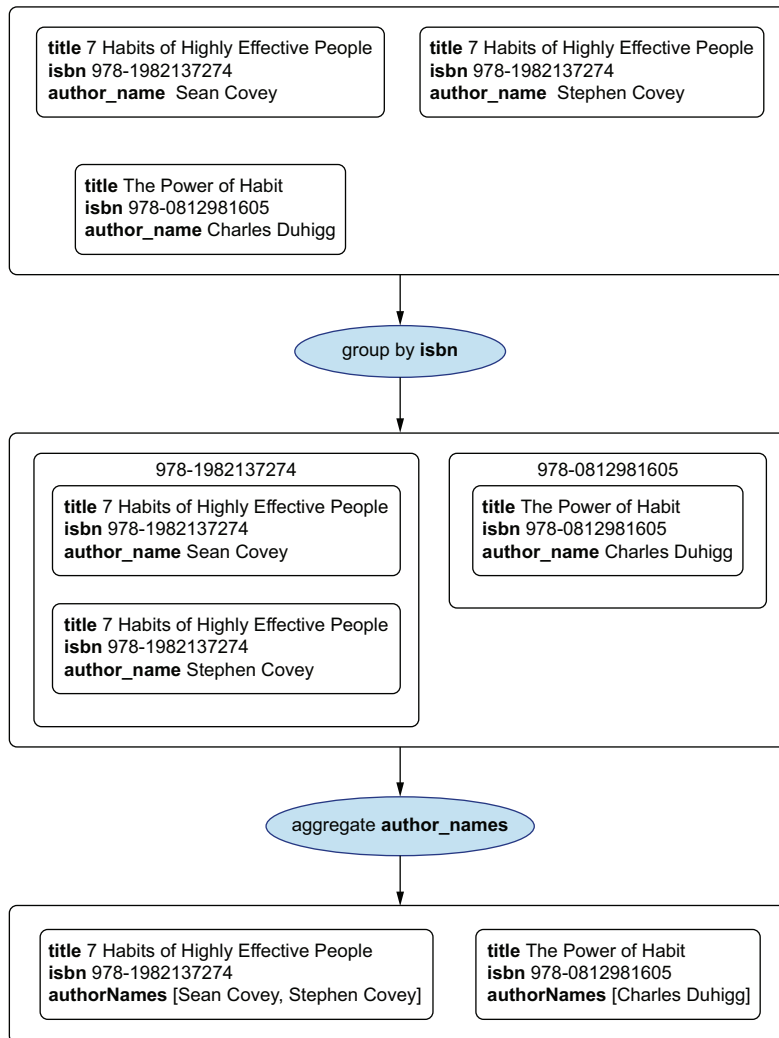 title 7 Habits of Highly Effective People
isbn 978-1982137274
author_name Sean Covey
title 7 Habits of Highly Effective People
isbn 978-1982137274
author_name Stephen Covey
title The Power of Habit
isbn 978-0812981605
author_name Charles Duhigg
group by isbn
978-1982137274
title 7 Habits of Highly Effective People
isbn 978-1982137274
author_name Sean Covey
title 7 Habits of Highly Effective People
isbn 978-1982137274
author_name Stephen Covey
978-0812981605
title The Power of Habit
isbn 978-0812981605
author_name Charles Duhigg
aggregate author_names
title 7 Habits of Highly Effective People
isbn 978-1982137274
authorNames [Sean Covey, Stephen Covey]
title The Power of Habit
isbn 978-0812981605
authorNames [Charles Duhigg]